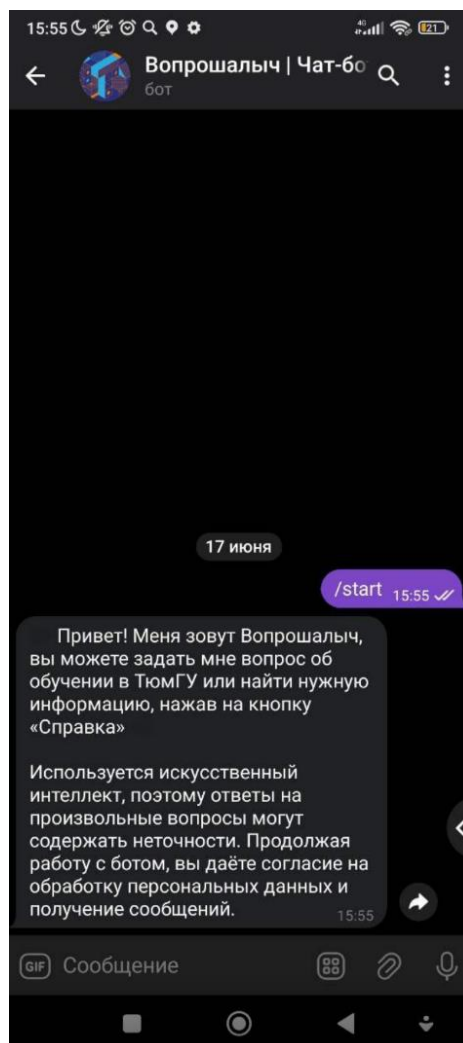 15:55
4G
21
Вопрошалыч | Чат-бо
бот
17 июня
/start 15:55
Привет! Меня зовут Вопрошалыч,
вы можете задать мне вопрос об
обучении в ТюмГУ или найти нужную
информацию, нажав на кнопку
«Справка»
Используется искусственный
интеллект, поэтому ответы на
произвольные вопросы могут
содержать неточности. Продолжая
работу с ботом, вы даёте согласие на
обработку персональных данных и
получение сообщений.
15:55
GIF Сообщение